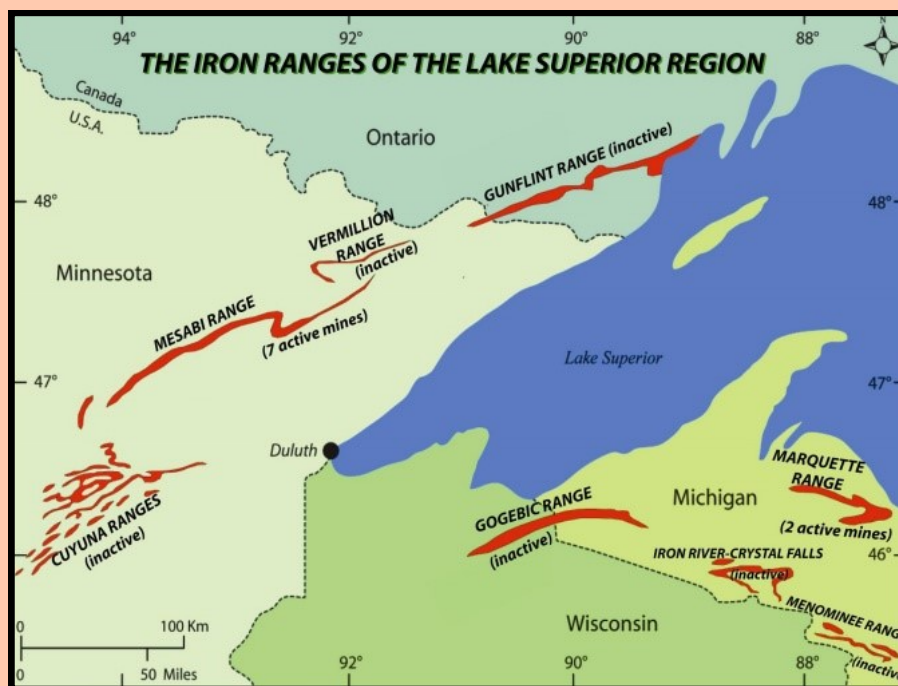 94°
92°
90°
88°
N
THE IRON RANGES OF THE LAKE SUPERIOR REGION
Canada
U.S.A.
Ontario
GUNFLINT RANGE (inactive)
48°
48°
VERMILLION
RANGE
(inactive)
Minnesota
MESABI RANGE
(7 active mines)
Lake Superior
47°
47°
Duluth
MARQUETTE
RANGE
Michigan
(2 active mines)
GOGEBIC RANGE
(inactive)
CUYUNA RANGES
(inactive)
46°
IRON RIVER-CRYSTAL FALLS
(inactive)
MENOMINEE RANG
(inactive
Wisconsin
0
100 Km
0
50 Miles
92°
90°
88°